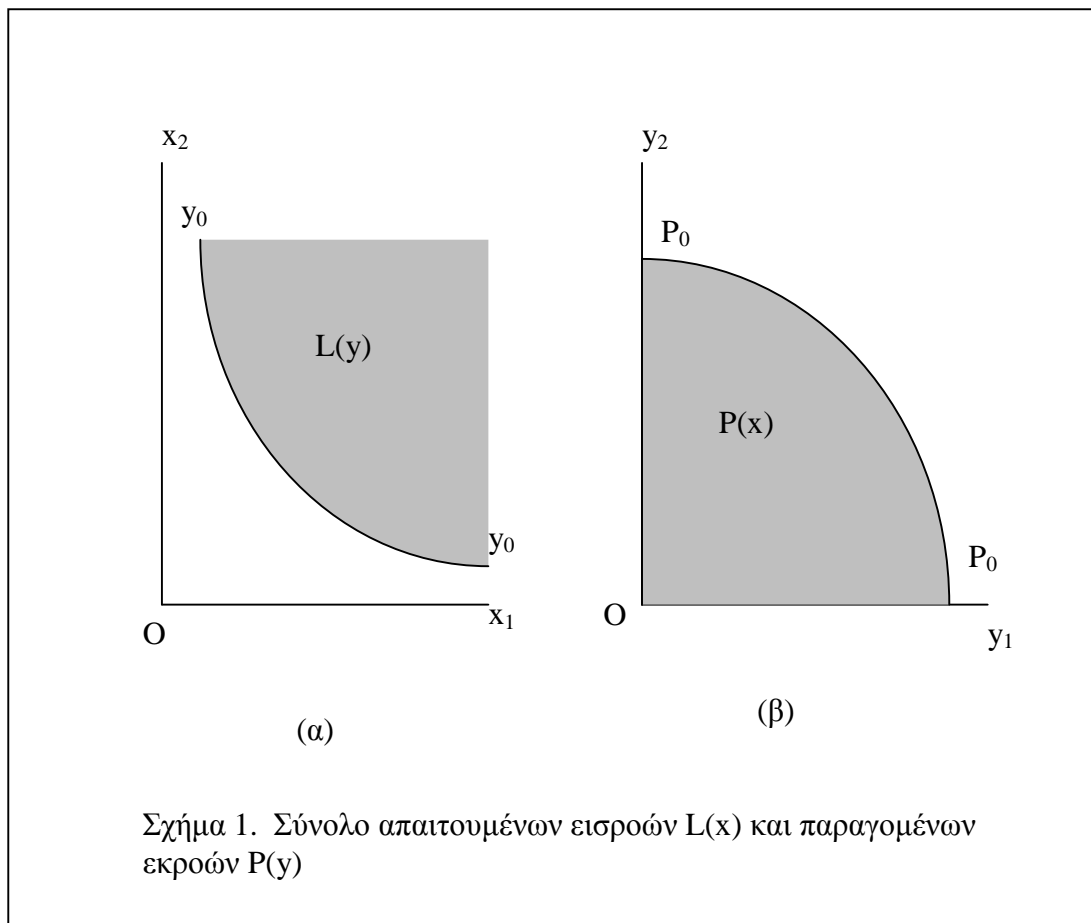 x₂
y₀
L(y)
y₀
x₁
O
(α)
y₂
P₀
P(x)
P₀
O
y₁
(β)
Σχήμα 1. Σύνολο απαιτουμένων εισροών L(x) και παραγομένων
εκροών P(y)